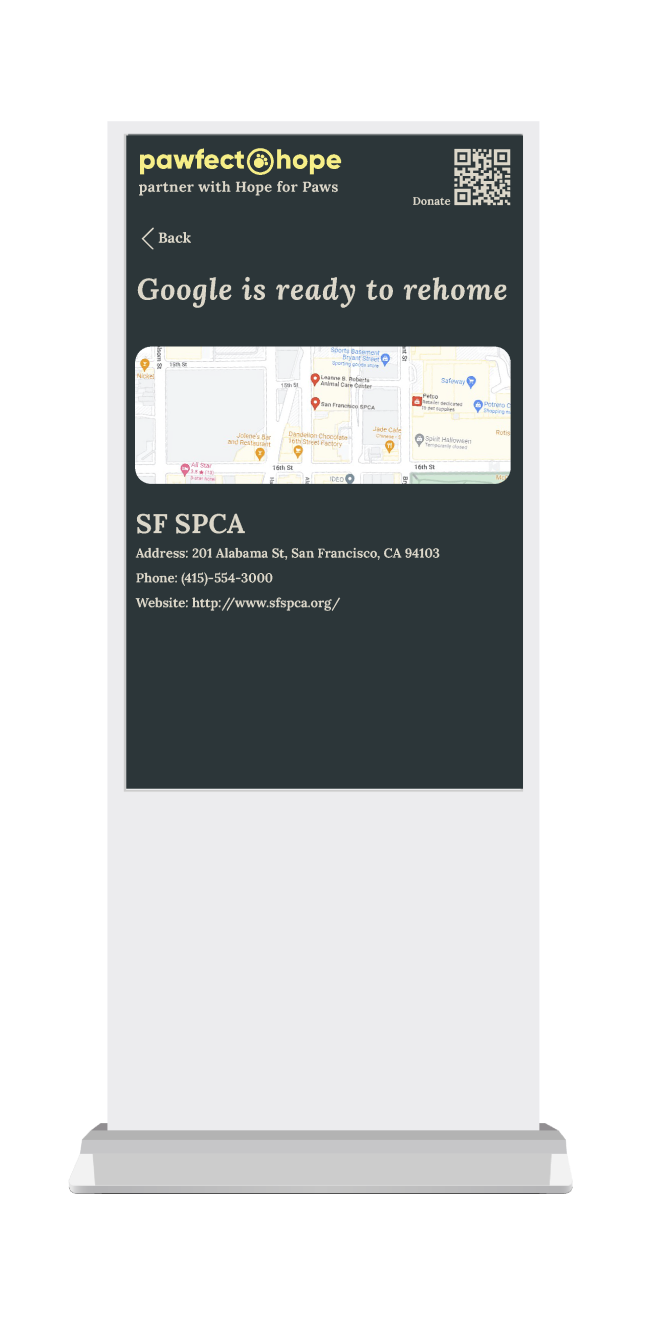 pawfect hope
partner with Hope for Paws
Donate
Back
Google is ready to rehome
Sports Basement
Bryant Street
Sporting goods store
15th St
15th St
Leanne B. Roberts
Animal Care Center
San Francisco SPCA
Safeway
Petco
Retailer dedicated
to pet supplies
Potrero C
Shopping m
Jolene's Bar
and Restaurant
Dandelion Chocolate -
16th Street Factory
Jade Cafe
Spirit Halloween
Temporarily closed
All Star
16th St
16th St
SF SPCA
Address: 201 Alabama St, San Francisco, CA 94103
Phone: (415)-554-3000
Website: http://www.sfspca.org/